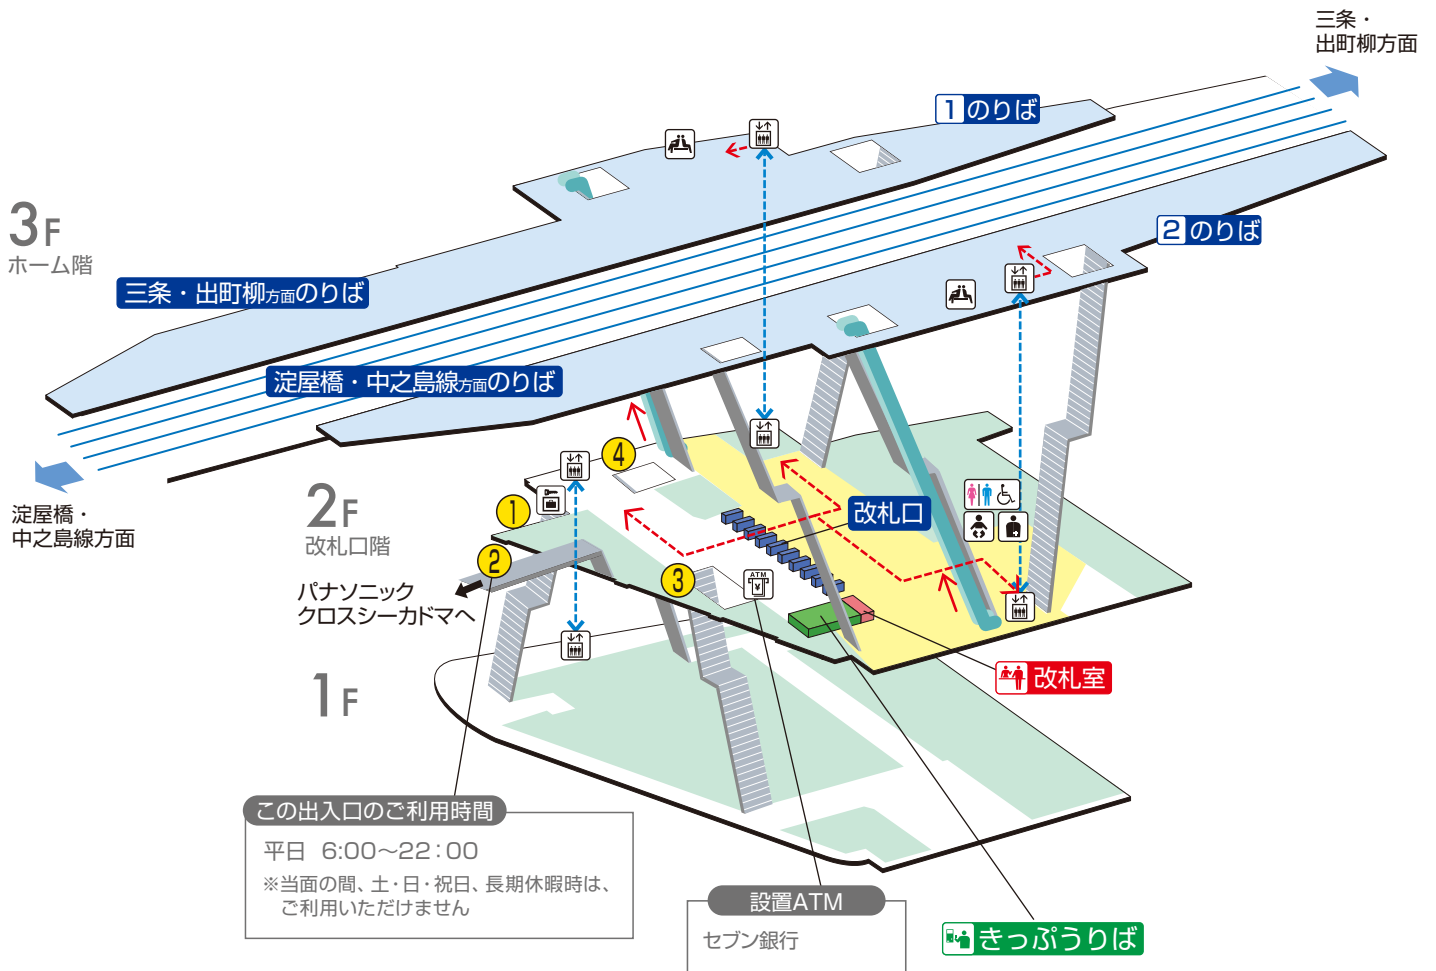 三条・
出町柳方面
1 のりば
2 のりば
3F
ホーム階
三条・出町柳方面のりば
淀屋橋・中之島線方面のりば
淀屋橋・
中之島線方面
4
1
2
3
2F
改札口階
改札口
ATM
¥
パナソニック
クロスシーカドマへ
改札室
1F
この出入口のご利用時間
平日 6:00〜22:00
※当面の間、土・日・祝日、長期休暇時は、
ご利用いただけません
設置ATM
セブン銀行
きっぷうりば